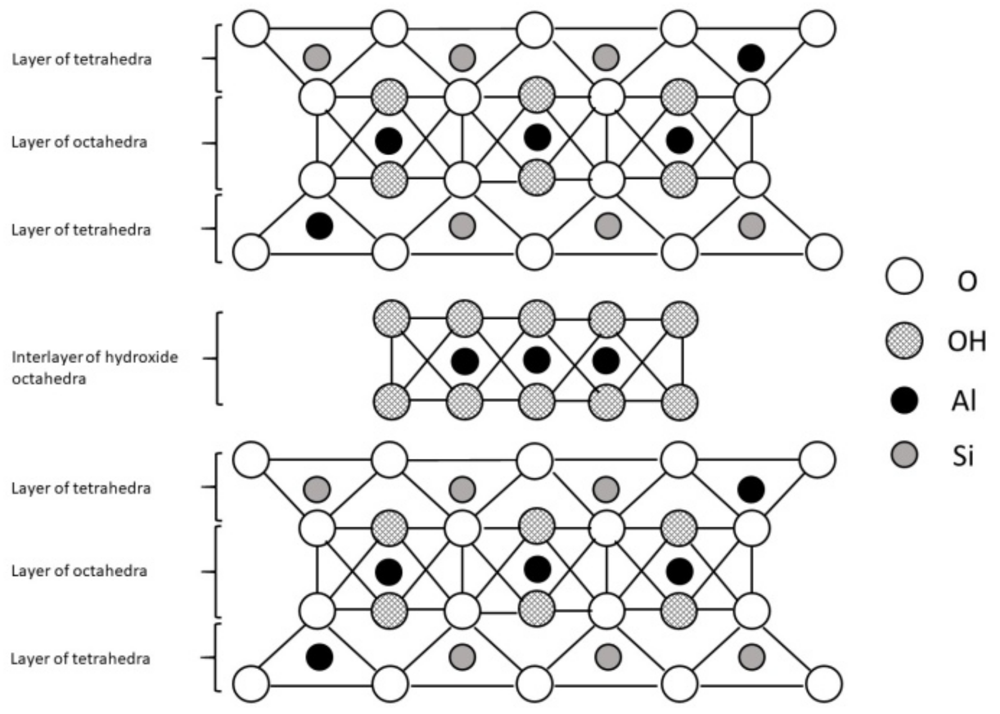 Layer of tetrahedra
Layer of octahedra
Layer of tetrahedra
Interlayer of hydroxide
octahedra
Layer of tetrahedra
Layer of octahedra
Layer of tetrahedra
O
OH
Al
Si